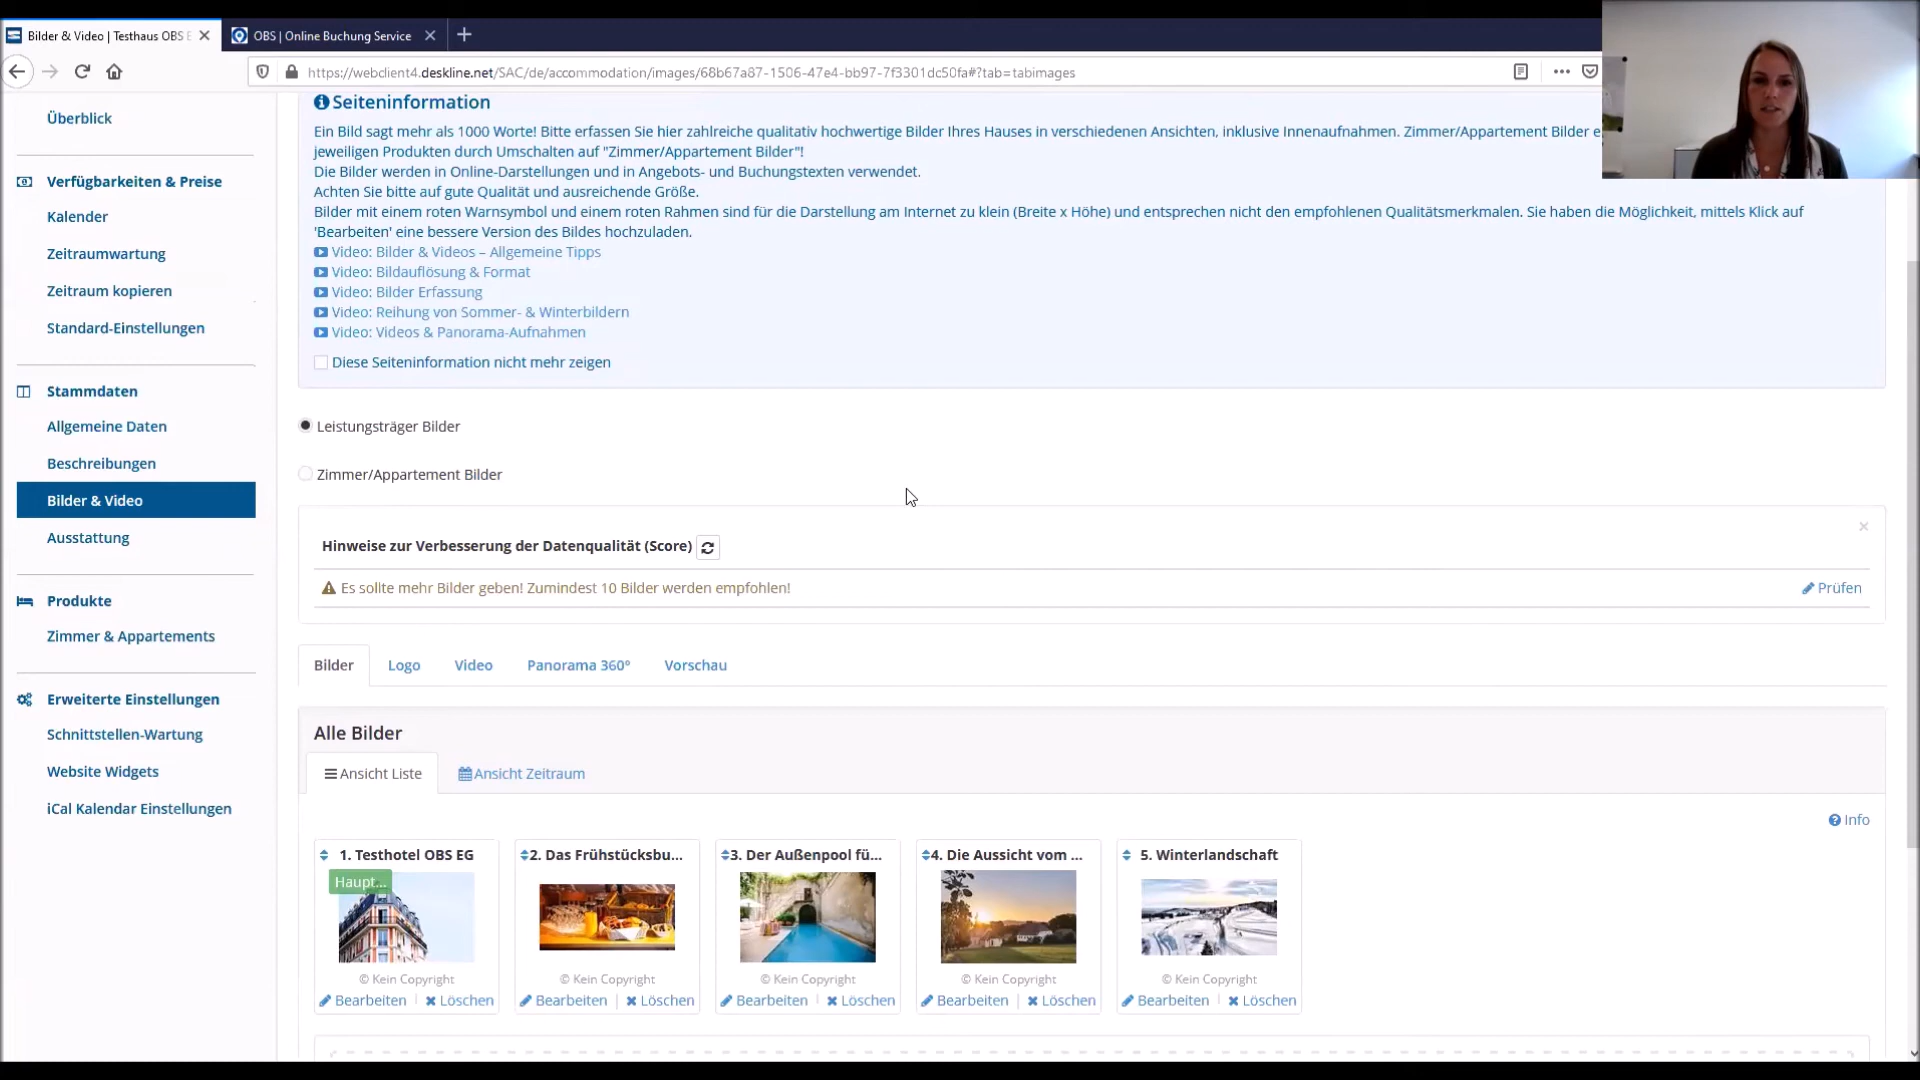 Bilder & Video | Testhaus OBS E
OBS | Online Buchung Service
https://webclient4.deskline.net/SAC/de/accommodation/images/68b67a87-1506-47e4-bb97-7f3301dc50fa#?tab=tabimages
Überblick
Verfügbarkeiten & Preise
Kalender
Zeitraumwartung
Zeitraum kopieren
Standard-Einstellungen
Stammdaten
Allgemeine Daten
Beschreibungen
Bilder & Video
Ausstattung
Produkte
Zimmer & Appartements
Erweiterte Einstellungen
Schnittstellen-Wartung
Website Widgets
iCal Kalendar Einstellungen
Seiteninformation
Ein Bild sagt mehr als 1000 Worte! Bitte erfassen Sie hier zahlreiche qualitativ hochwertige Bilder Ihres Hauses in verschiedenen Ansichten, inklusive Innenaufnahmen. Zimmer/Appartement Bilder e
jeweiligen Produkten durch Umschalten auf "Zimmer/Appartement Bilder"!
Die Bilder werden in Online-Darstellungen und in Angebots- und Buchungstexten verwendet.
Achten Sie bitte auf gute Qualität und ausreichende Größe.
Bilder mit einem roten Warnsymbol und einem roten Rahmen sind für die Darstellung am Internet zu klein (Breite x Höhe) und entsprechen nicht den empfohlenen Qualitätsmerkmalen. Sie haben die Möglichkeit, mittels Klick auf
'Bearbeiten' eine bessere Version des Bildes hochzuladen.
Video: Bilder & Videos – Allgemeine Tipps
Video: Bildauflösung & Format
Video: Bilder Erfassung
Video: Reihung von Sommer- & Winterbildern
Video: Videos & Panorama-Aufnahmen
Diese Seiteninformation nicht mehr zeigen
Leistungsträger Bilder
Zimmer/Appartement Bilder
Hinweise zur Verbesserung der Datenqualität (Score)
Es sollte mehr Bilder geben! Zumindest 10 Bilder werden empfohlen! Prüfen
Bilder Logo Video Panorama 360° Vorschau
Alle Bilder
Ansicht Liste Ansicht Zeitraum
Info
1. Testhotel OBS EG
Haupt...
© Kein Copyright
Bearbeiten | Löschen
2. Das Frühstücksbu...
© Kein Copyright
Bearbeiten | Löschen
3. Der Außenpool fü...
© Kein Copyright
Bearbeiten | Löschen
4. Die Aussicht vom ...
© Kein Copyright
Bearbeiten | Löschen
5. Winterlandschaft
© Kein Copyright
Bearbeiten | Löschen